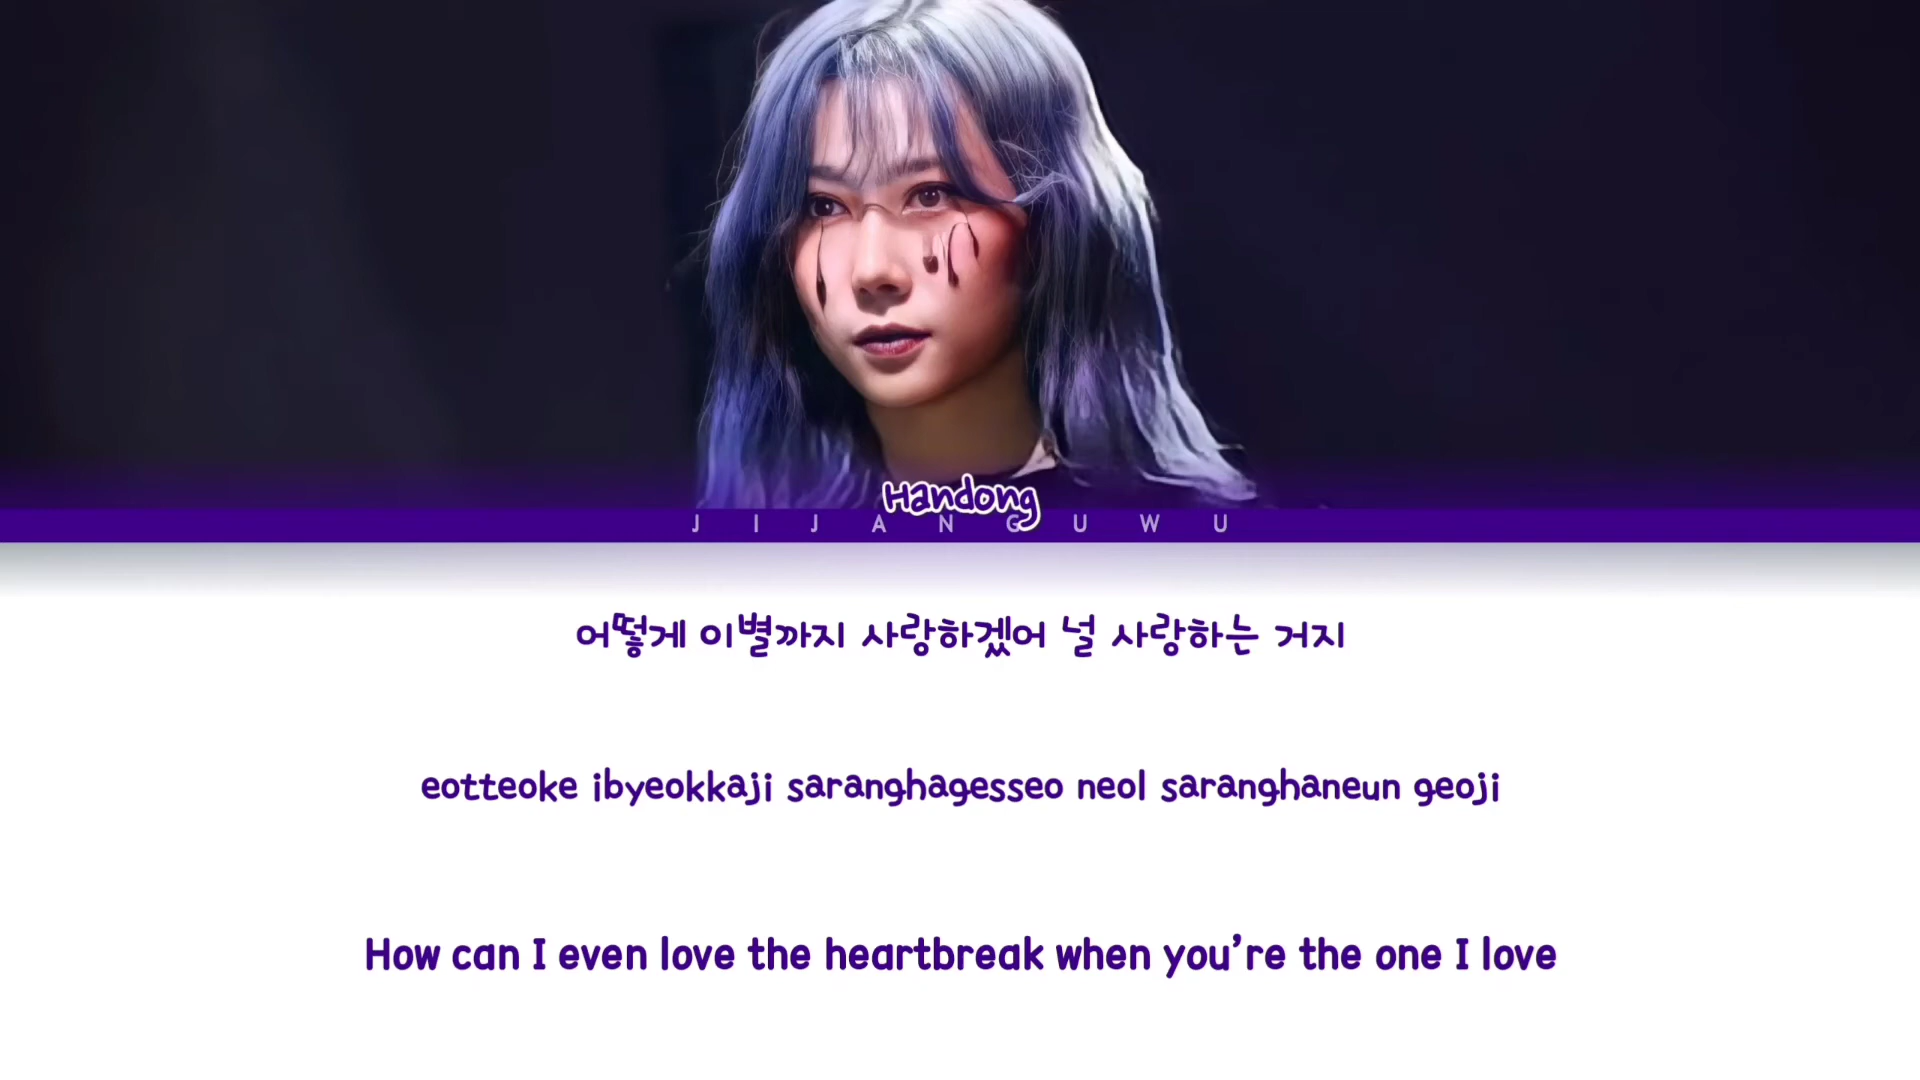 Handong
JIJANGUWU
어떻게 이별까지 사랑하겠어 널 사랑하는 거지
eotteoke ibyeokkaji saranghagesseo neol saranghaneun geoji
How can I even love the heartbreak when you’re the one I love